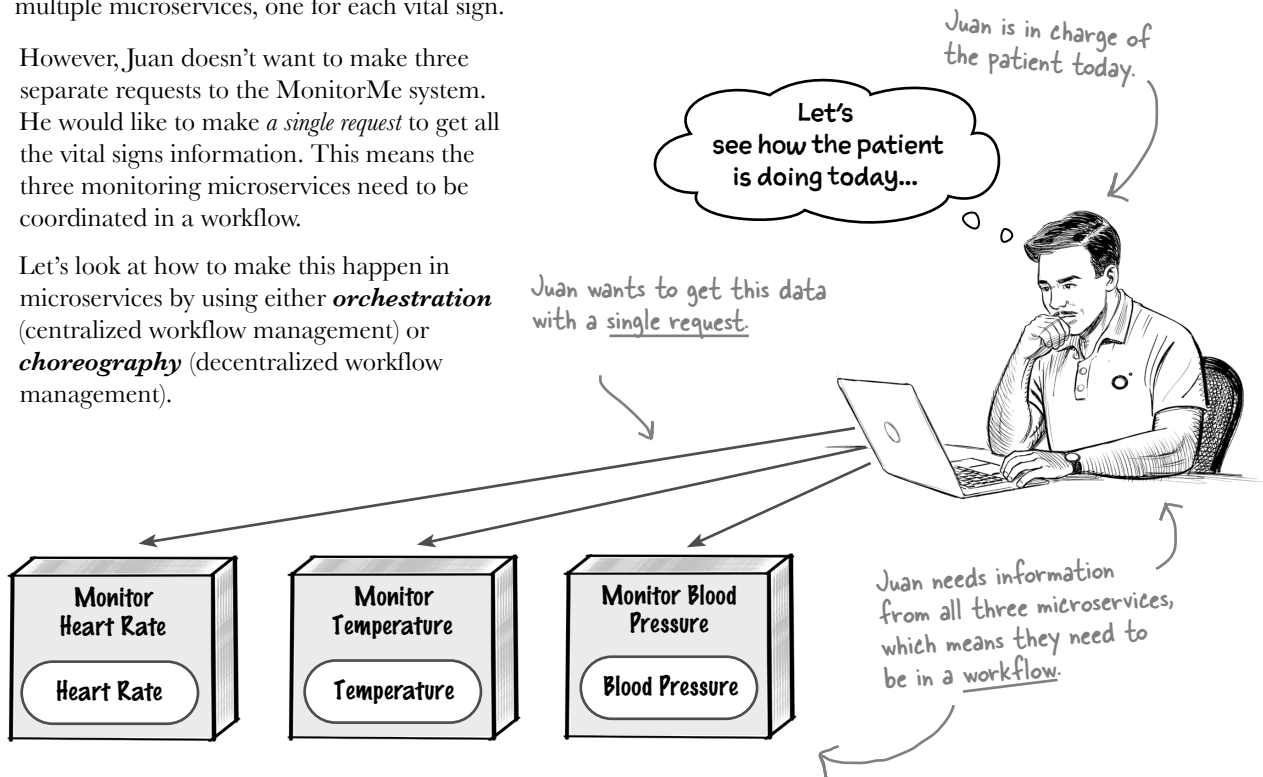 multiple microservices, one for each vital sign.
However, Juan doesn't want to make three
separate requests to the MonitorMe system.
He would like to make a single request to get all
the vital signs information. This means the
three monitoring microservices need to be
coordinated in a workflow.
Let's look at how to make this happen in
microservices by using either orchestration
(centralized workflow management) or
choreography (decentralized workflow
management).
Juan is in charge of
the patient today.
Let's
see how the patient
is doing today...
Juan wants to get this data
with a single request.
Monitor
Heart Rate
Heart Rate
Monitor
Temperature
Temperature
Monitor Blood
Pressure
Blood Pressure
Juan needs information
from all three microservices,
which means they need to
be in a workflow.